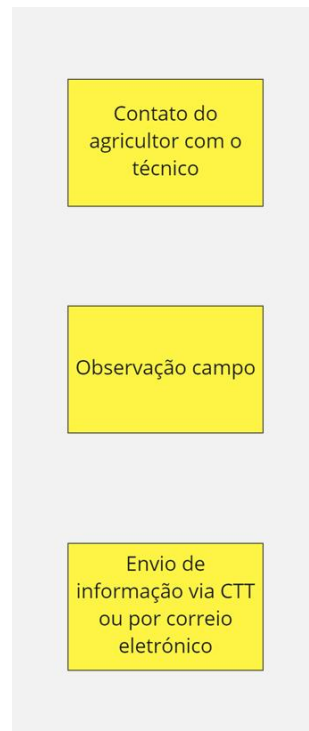 Contato do
agricultor com o
técnico
Observação campo
Envio de
informação via CTT
ou por correio
eletrónico